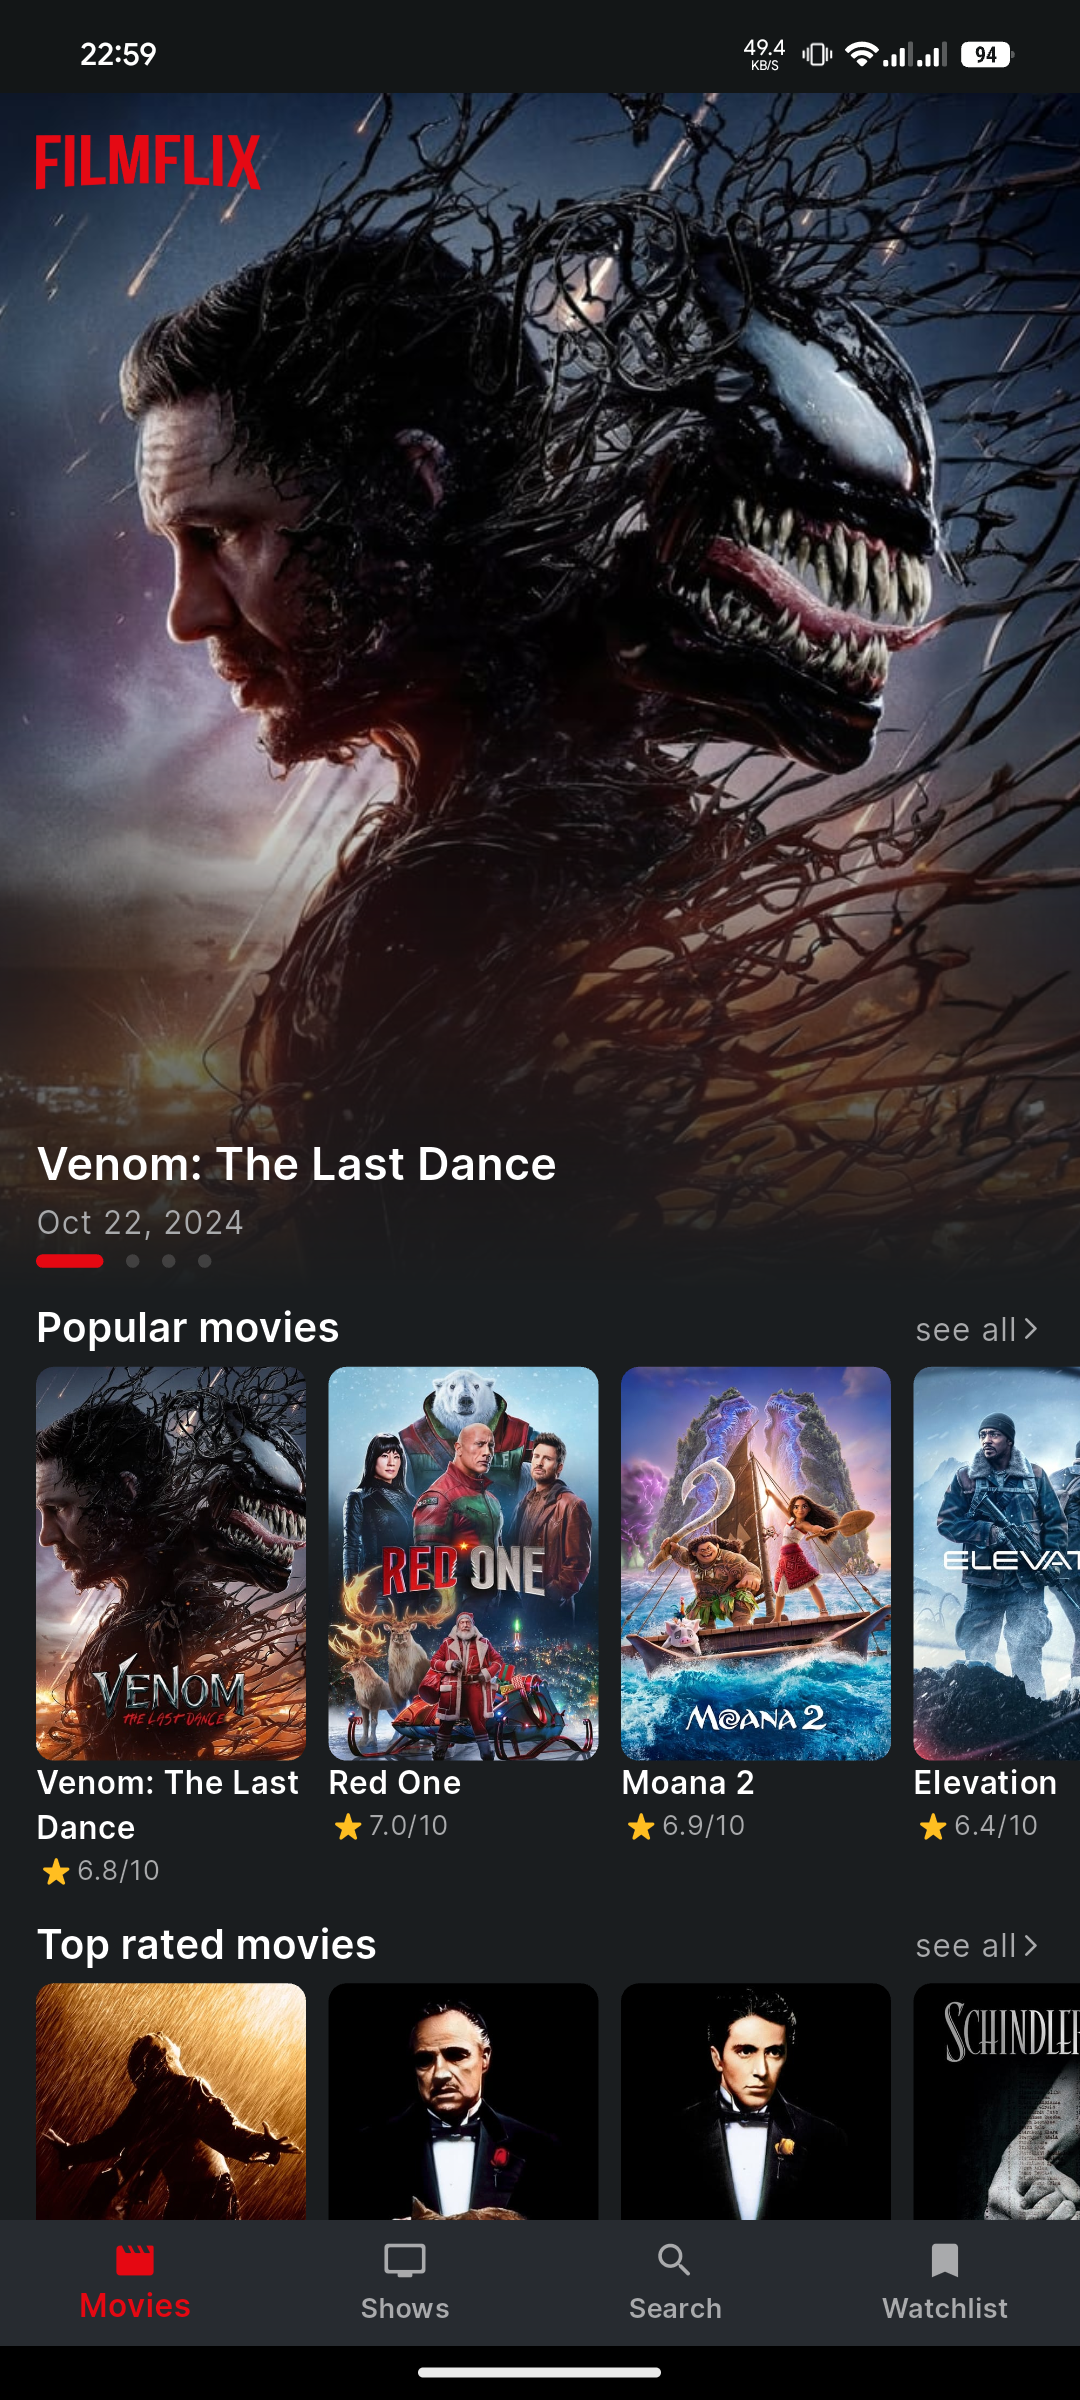 22:59
49.4
KB/S
94
FILMFLIX
Venom: The Last Dance
Oct 22, 2024
Popular movies
see all
VENOM
THE LAST DANCE
RED ONE
MOANA 2
ELEVAT
Venom: The Last
Dance
6.8/10
Red One
7.0/10
Moana 2
6.9/10
Elevation
6.4/10
Top rated movies
see all
SCHINDLER
Movies
Shows
Search
Watchlist